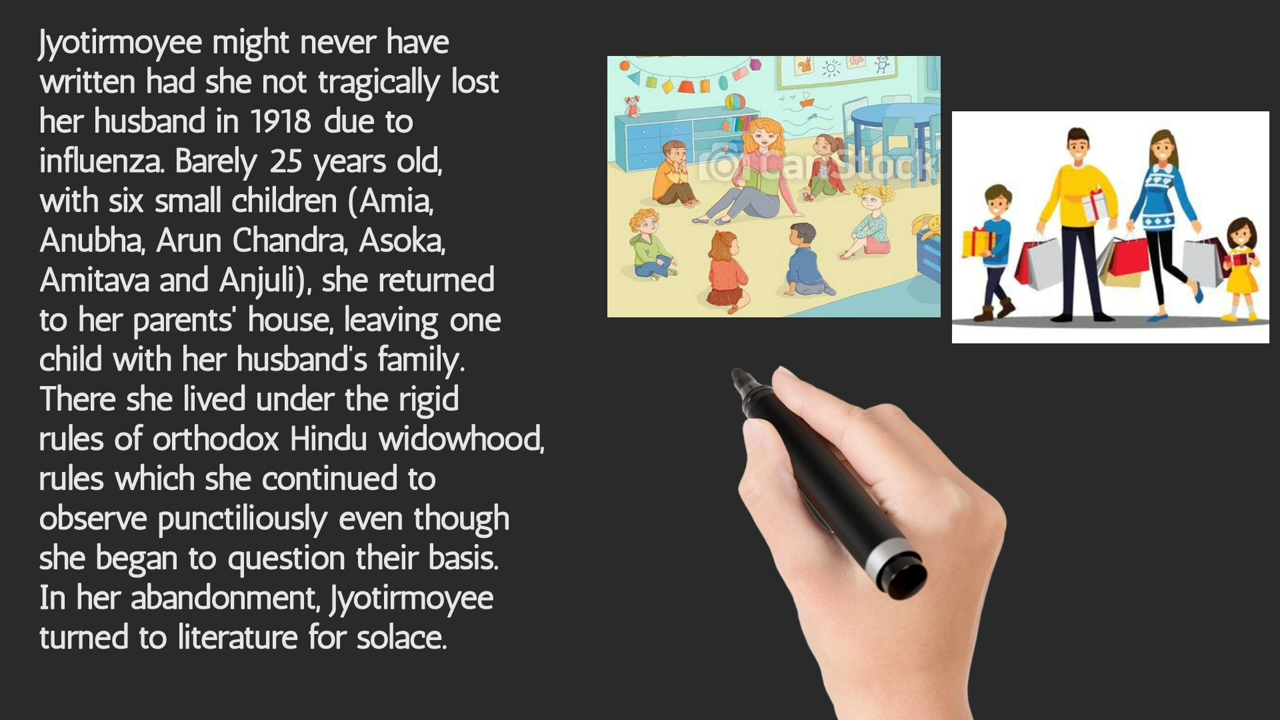 Jyotirmoyee might never have
written had she not tragically lost
her husband in 1918 due to
influenza. Barely 25 years old,
with six small children (Amia,
Anubha, Arun Chandra, Asoka,
Amitava and Anjuli), she returned
to her parents' house, leaving one
child with her husband's family.
There she lived under the rigid
rules of orthodox Hindu widowhood,
rules which she continued to
observe punctiliously even though
she began to question their basis.
In her abandonment, Jyotirmoyee
turned to literature for solace.
CanStock